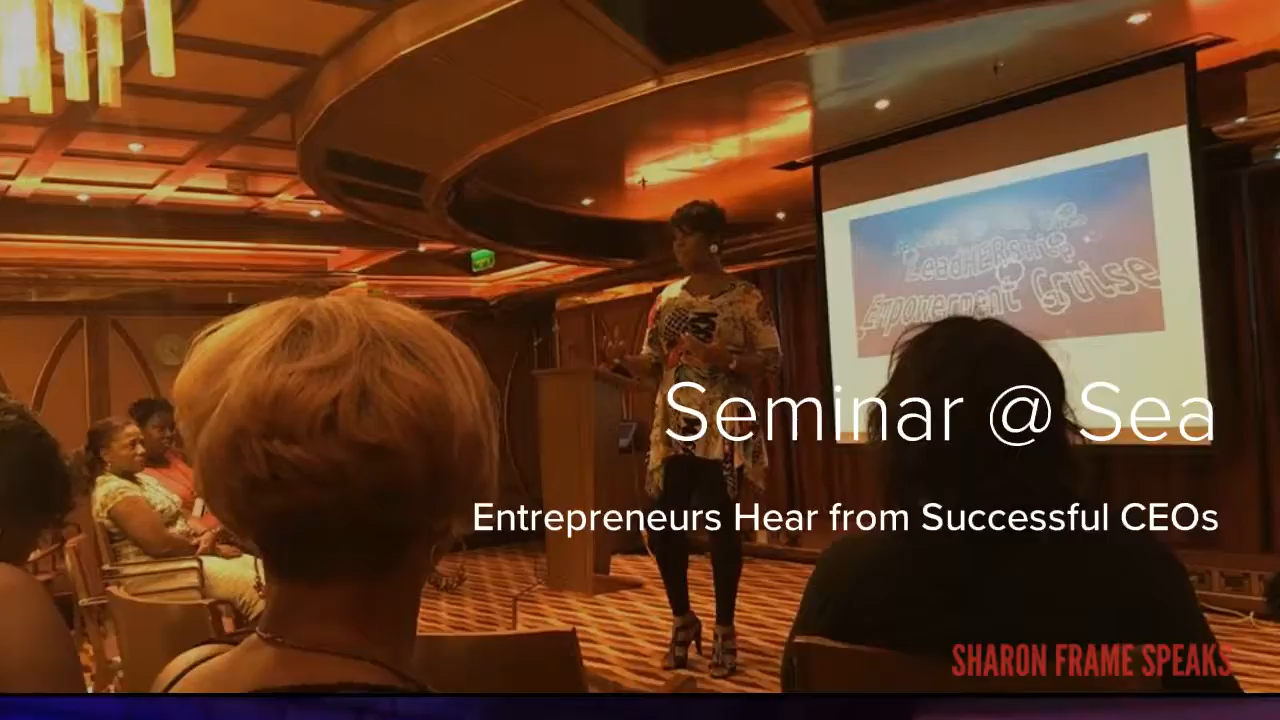 LeadHERship
Empowerment Cruise
Seminar @ Sea
Entrepreneurs Hear from Successful CEOs
SHARON FRAME SPEAKS